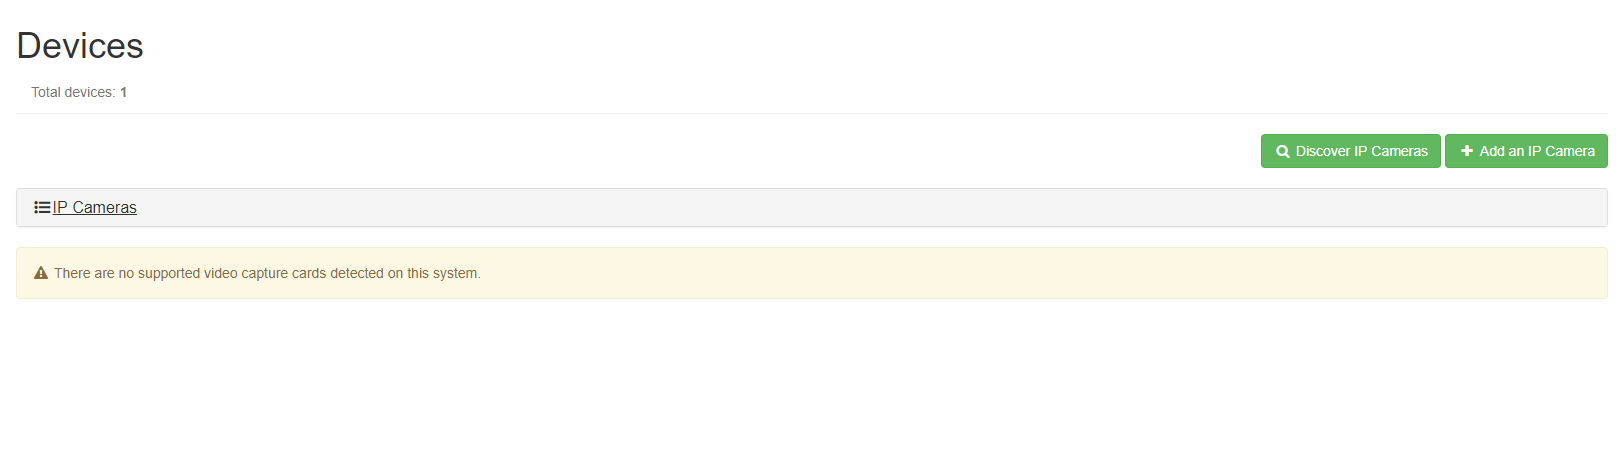 Devices
Total devices: 1
Discover IP Cameras
Add an IP Camera
IP Cameras
There are no supported video capture cards detected on this system.